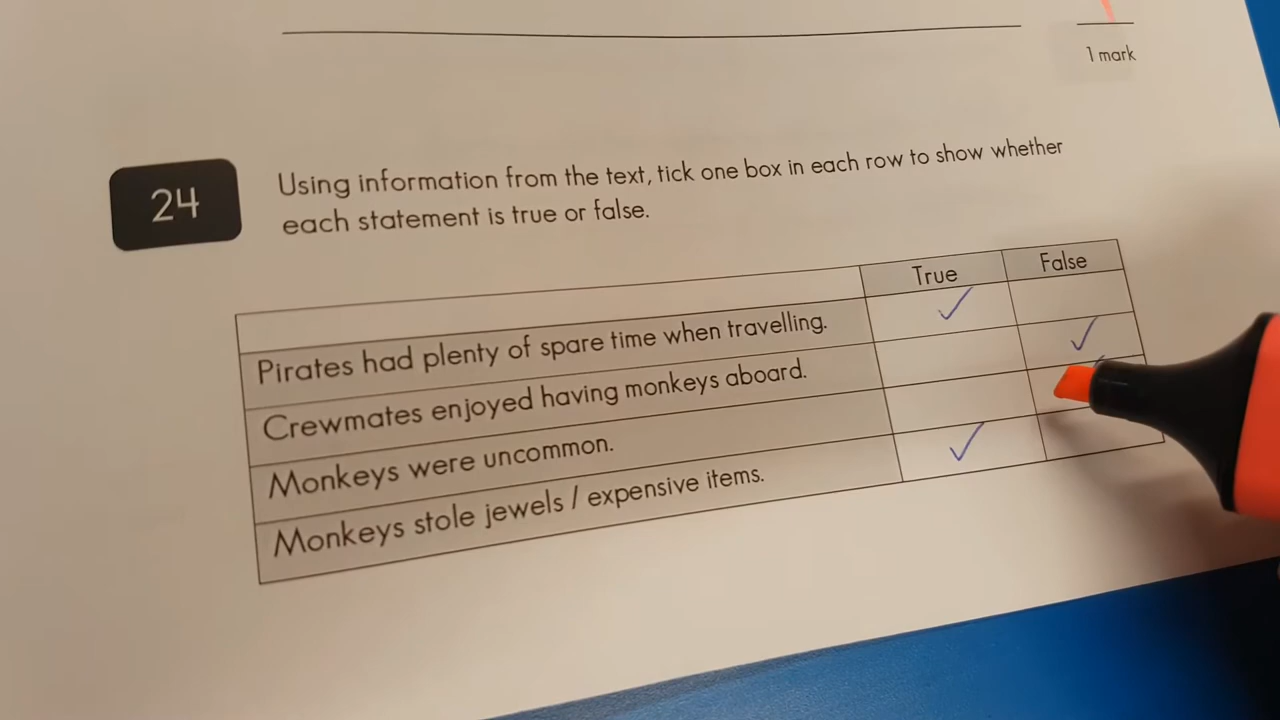 1 mark
24
Using information from the text, tick one box in each row to show whether
each statement is true or false.
True False
Pirates had plenty of spare time when travelling. ✓
Crewmates enjoyed having monkeys aboard. ✓
Monkeys were uncommon.
Monkeys stole jewels / expensive items. ✓